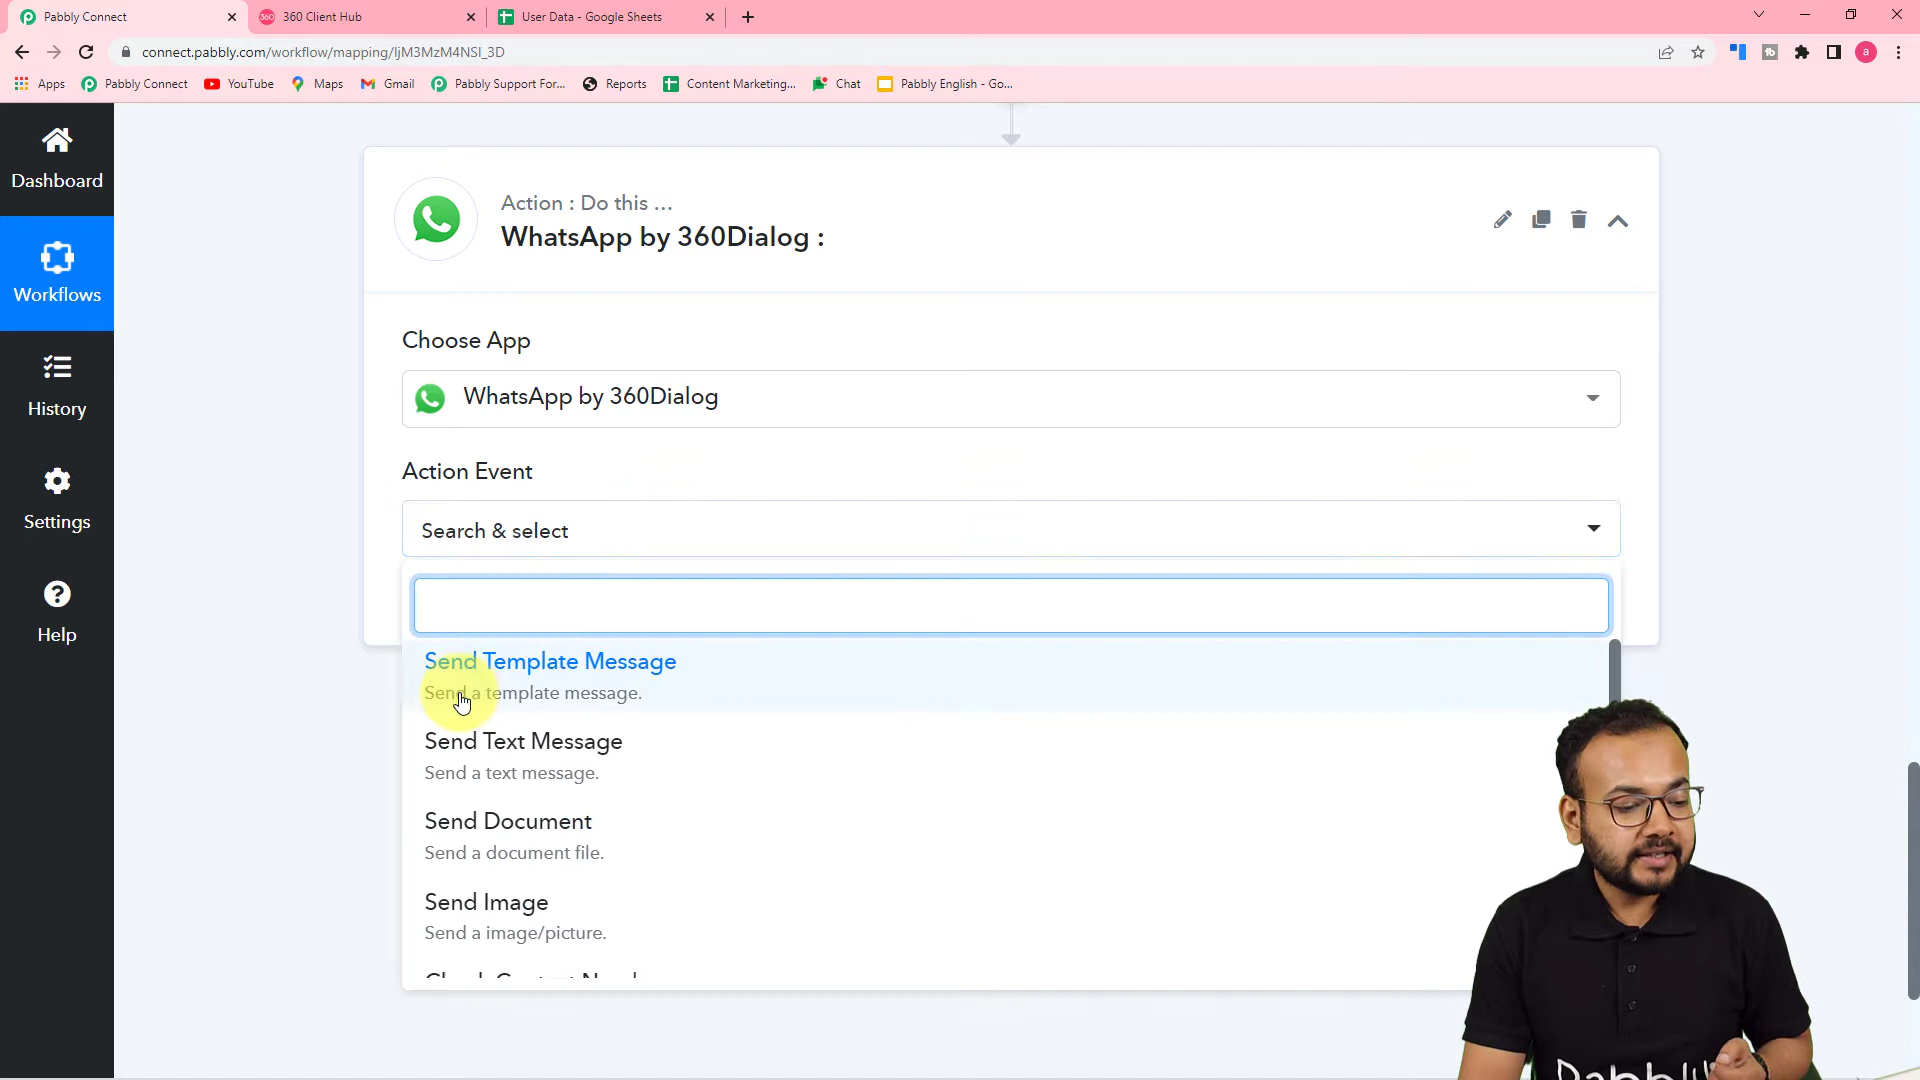 Pabbly Connect
360 Client Hub
User Data - Google Sheets
connect.pabbly.com/workflow/mapping/IjM3MzM4NSI_3D
Apps
Pabbly Connect
YouTube
Maps
Gmail
Pabbly Support For...
Reports
Content Marketing...
Chat
Pabbly English - Go...
Dashboard
Workflows
History
Settings
Help
Action : Do this ...
WhatsApp by 360Dialog :
Choose App
WhatsApp by 360Dialog
Action Event
Search & select
Send Template Message
Send a template message.
Send Text Message
Send a text message.
Send Document
Send a document file.
Send Image
Send a image/picture.